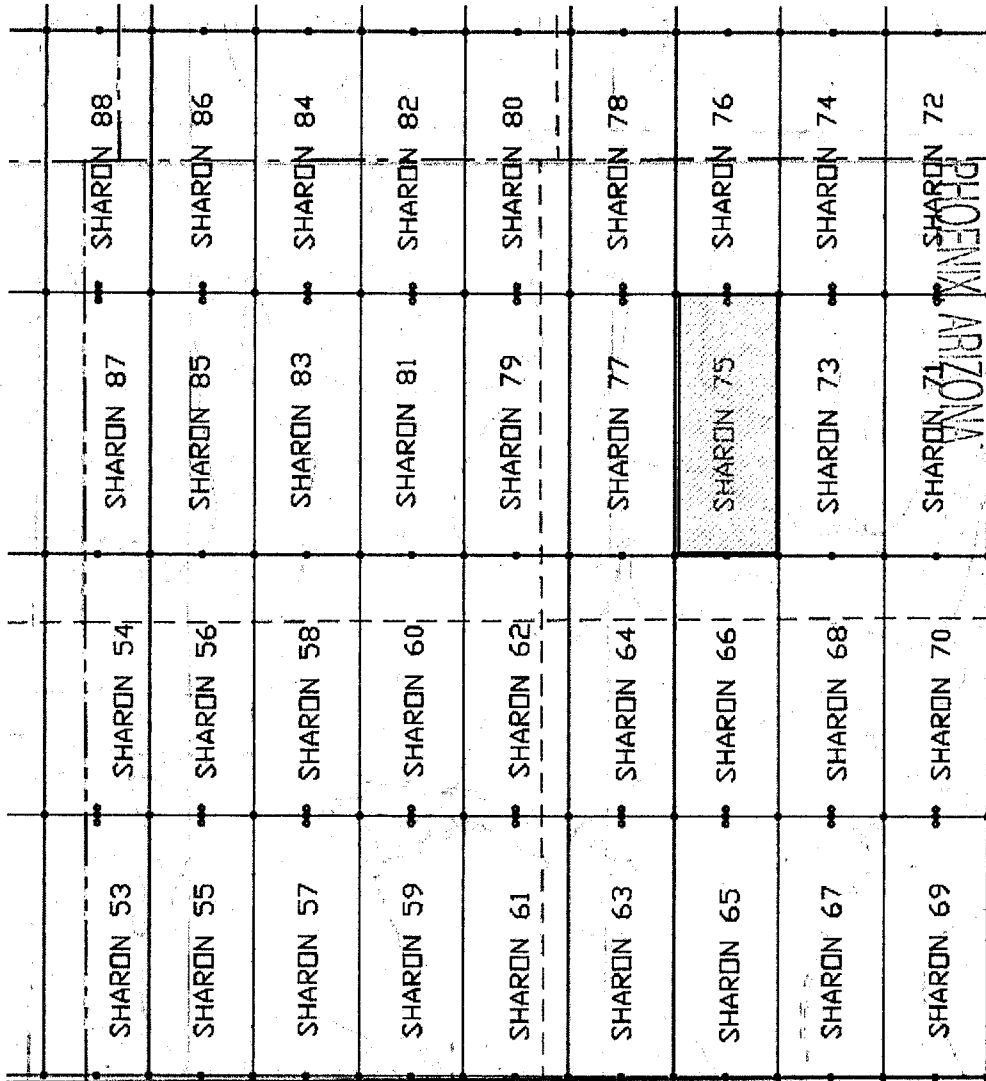 SHARON 88
SHARON 86
SHARON 84
SHARON 82
SHARON 80
SHARON 78
SHARON 76
SHARON 74
SHARON 72
SHARON 87
SHARON 85
SHARON 83
SHARON 81
SHARON 79
SHARON 77
SHARON 75
SHARON 73
SHARON 71
PHOENIX ARIZONA
SHARON 54
SHARON 56
SHARON 58
SHARON 60
SHARON 62
SHARON 64
SHARON 66
SHARON 68
SHARON 70
SHARON 53
SHARON 55
SHARON 57
SHARON 59
SHARON 61
SHARON 63
SHARON 65
SHARON 67
SHARON 69